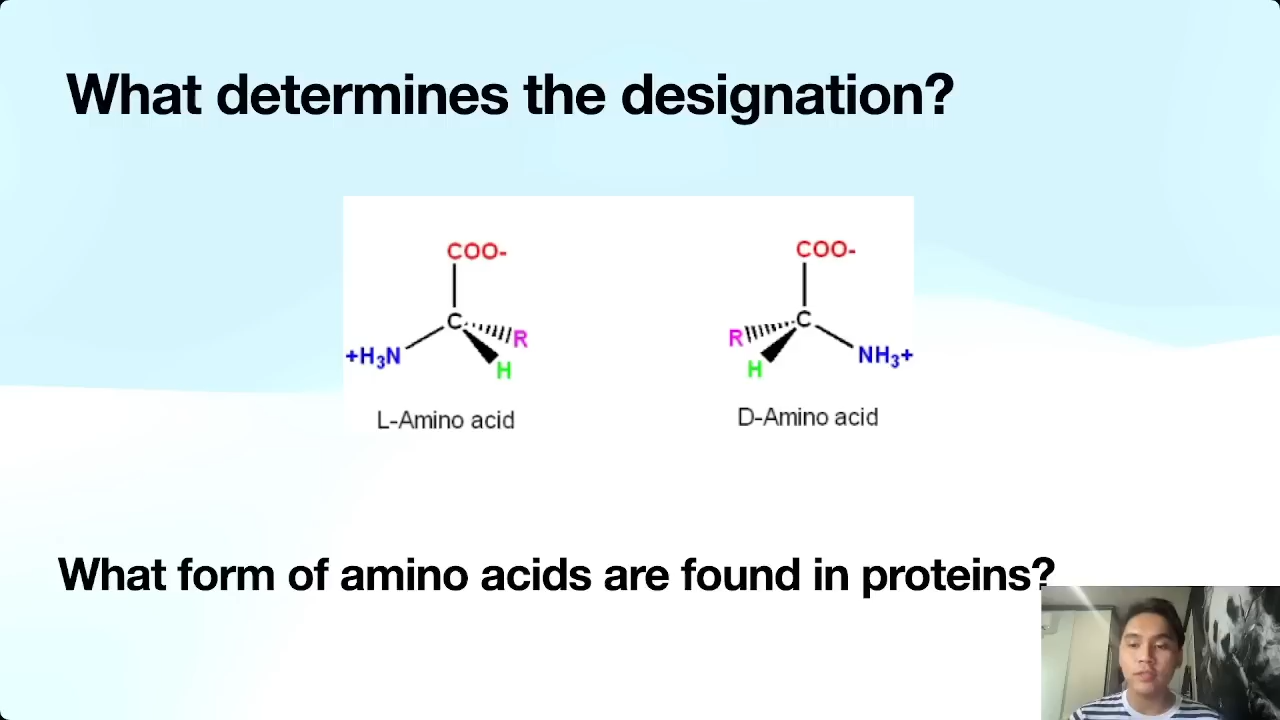 What determines the designation?
COO-
C
R
+H₃N
H
L-Amino acid
COO-
R
C
H
NH₃+
D-Amino acid
What form of amino acids are found in proteins?